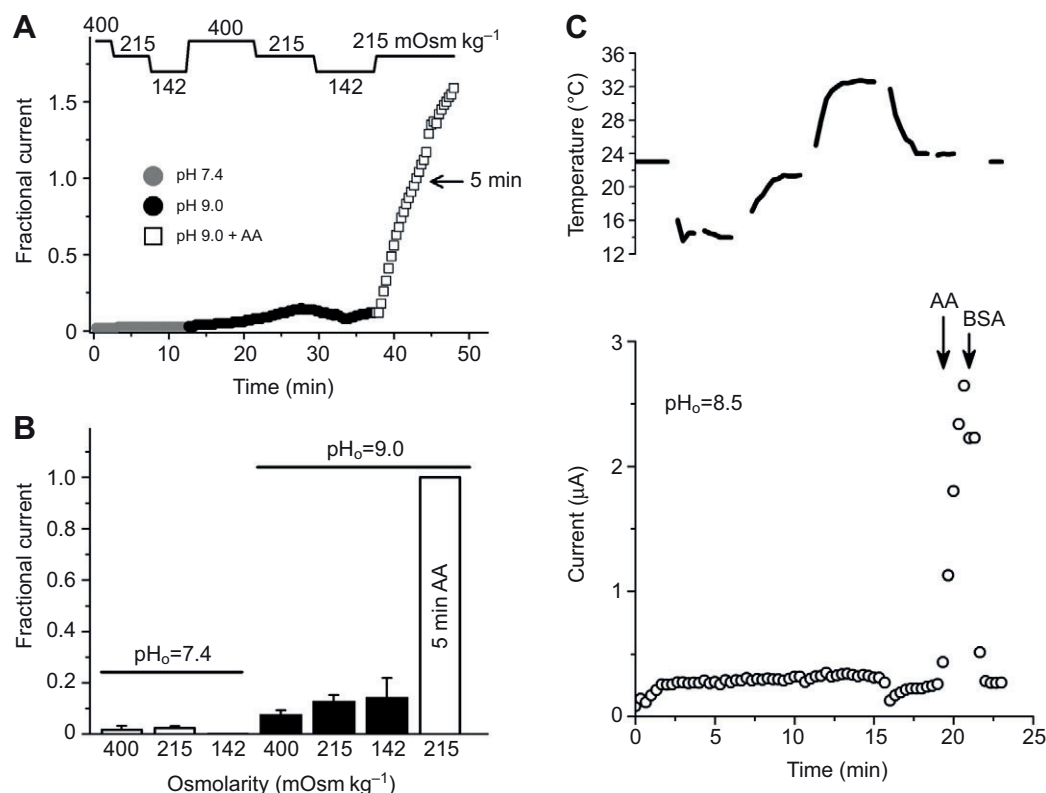 A
400
215
142
400
215
142
215 mOsm kg⁻¹
Fractional current
1.5
1.0
0.5
0
pH 7.4
pH 9.0
pH 9.0 + AA
5 min
0 10 20 30 40 50
Time (min)
B
Fractional current
1.0
0.8
0.6
0.4
0.2
0
pHₒ=7.4
pHₒ=9.0
5 min AA
400 215 142 400 215 142 215
Osmolarity (mOsm kg⁻¹)
C
Temperature (°C)
36
32
28
24
20
16
12
AA
BSA
pHₒ=8.5
Current (μA)
3
2
1
0
0 5 10 15 20 25
Time (min)